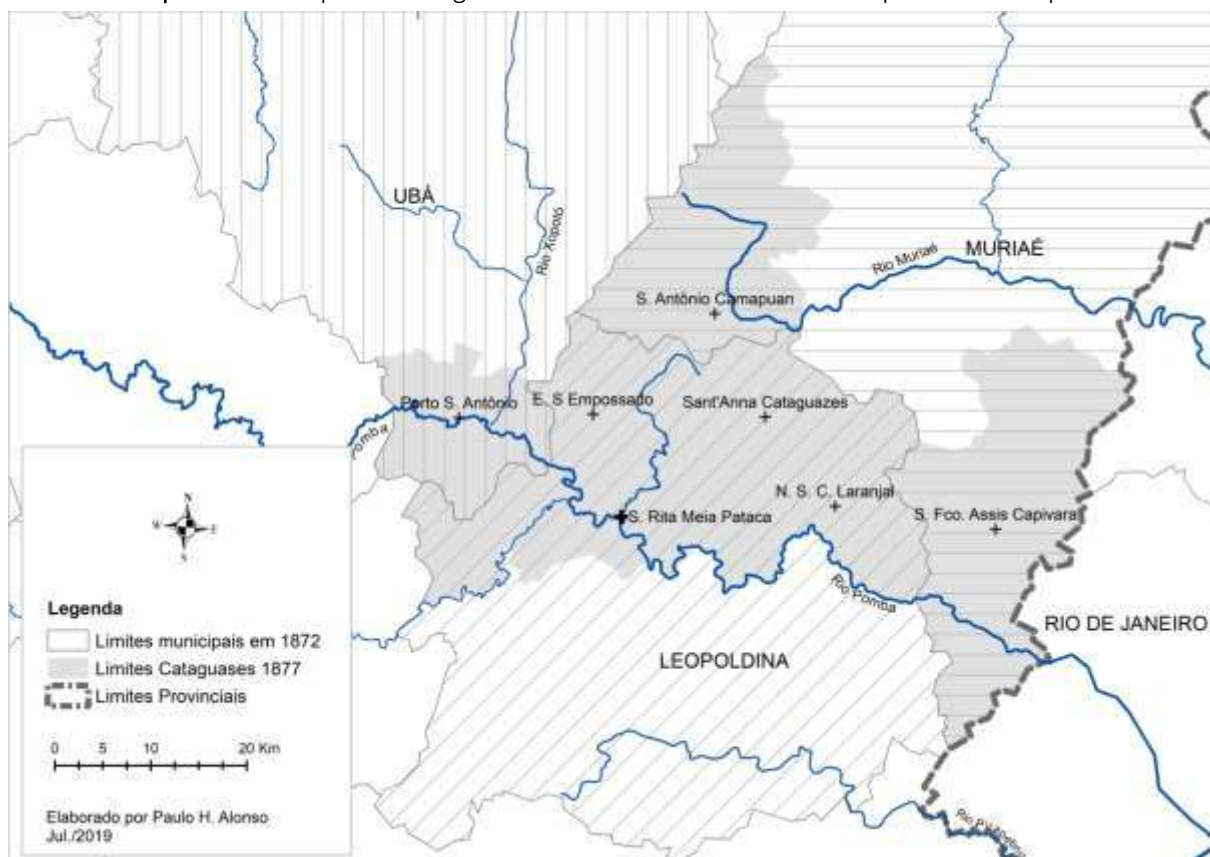 UBÁ
Rio Xopotó
Rio Muriaé
MURIAÉ
S. Antônio Camapuan
Porto S. Antônio
E. S Empossado
Sant'Anna Cataguazes
Pomba
N. S. C. Laranjal
S. Rita Meia Pataca
S. Fco. Assis Capivara
Rio Pomba
RIO DE JANEIRO
LEOPOLDINA
N
W
E
S
Legenda
Limites municipais em 1872
Limites Cataguases 1877
Limites Provinciais
0 5 10 20 Km
Elaborado por Paulo H. Alonso
Jul./2019